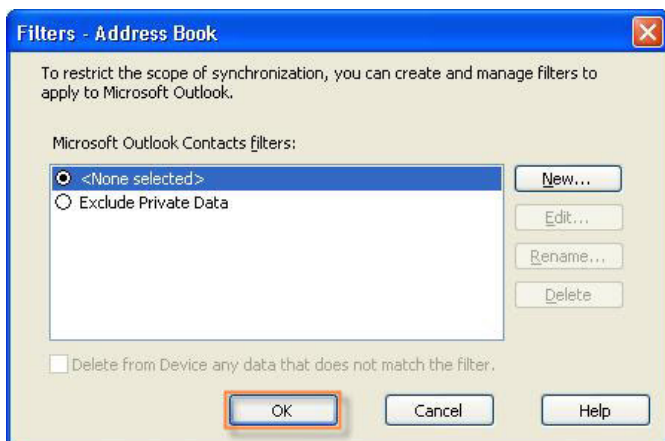 Filters - Address Book
To restrict the scope of synchronization, you can create and manage filters to
apply to Microsoft Outlook.
Microsoft Outlook Contacts filters:
<None selected>
Exclude Private Data
New...
Edit...
Rename...
Delete
Delete from Device any data that does not match the filter.
OK
Cancel
Help